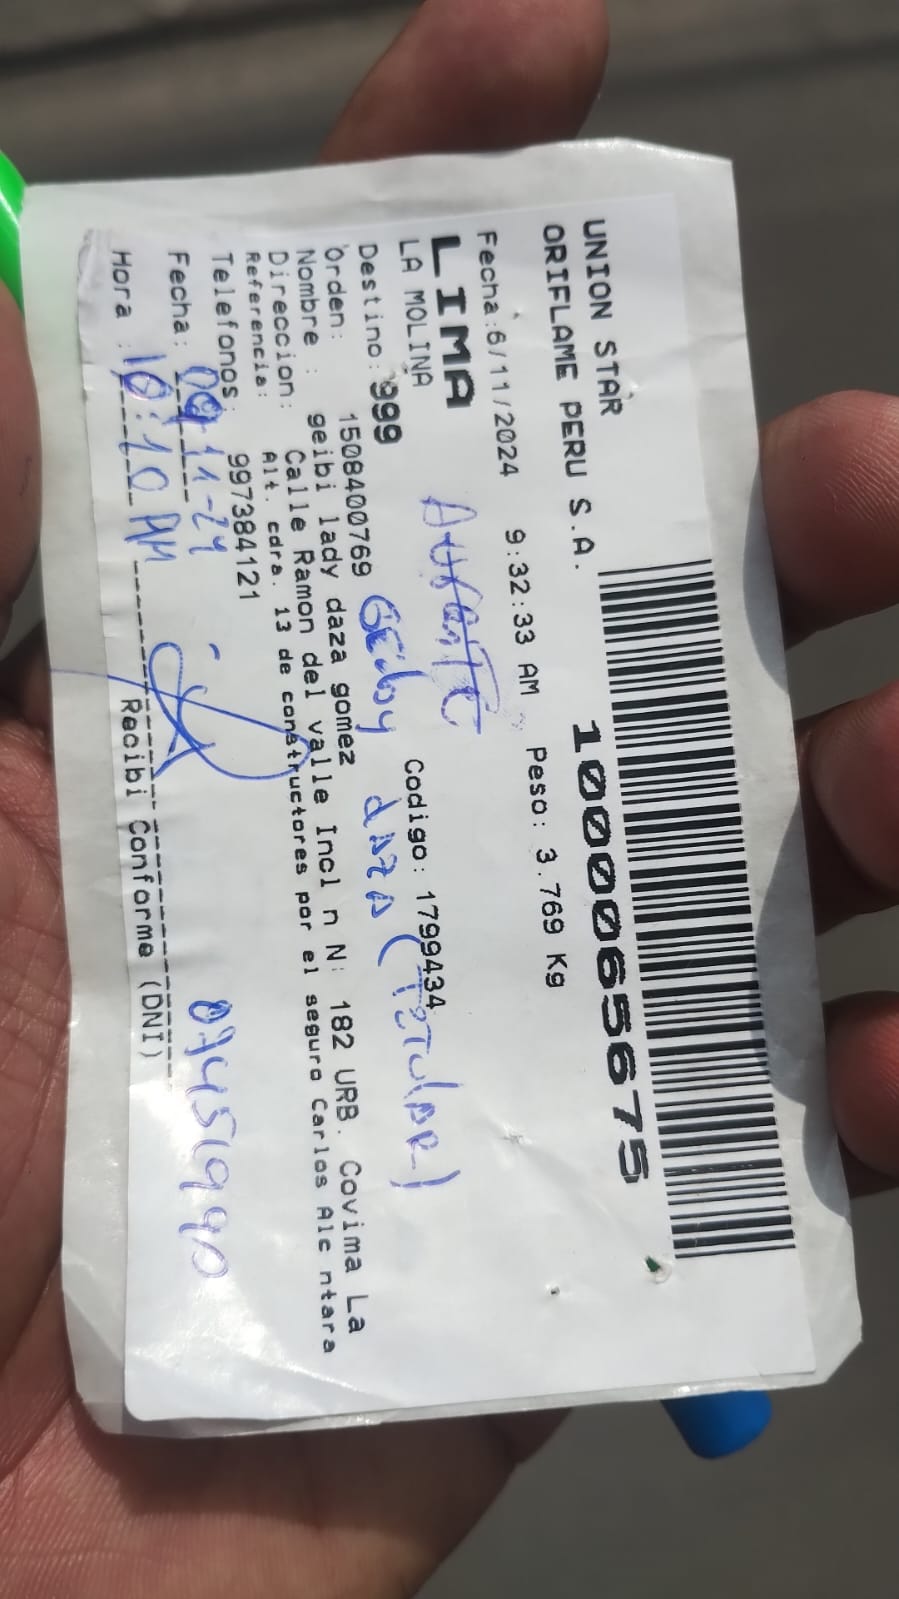 UNION STAR
ORIFLAME PERU S.A.
10000656675
Fecha:6/11/2024 9:32:33 AM Peso: 3.769 Kg
LIMA
LA MOLINA
Ausente
Codigo: 1799434
Destino: 999
Geiby daza (TITULAR)
Orden: 1508400769
Nombre : geibi lady daza gomez
Direccion: Calle Ramon del valle Incl n N: 182 URB. Covima La
Referencia: Alt. cdra. 13 de constructores por el seguro Carlos Alc ntara
Telefonos: 997384121
Fecha: 09-11-24
Hora : 10:10 AM
Recibi Conforme (DNI)